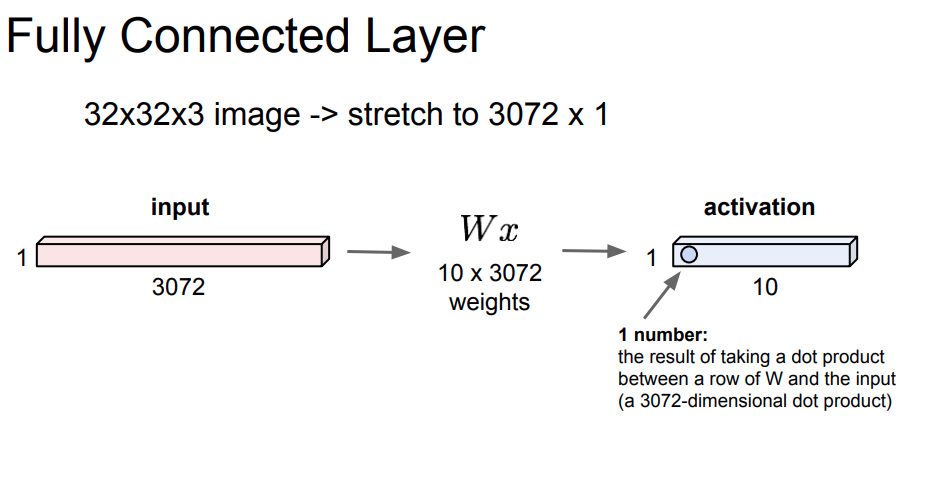 Fully Connected Layer
32x32x3 image -> stretch to 3072 x 1
input
1
3072
Wx
10 x 3072
weights
activation
1
10
1 number:
the result of taking a dot product
between a row of W and the input
(a 3072-dimensional dot product)